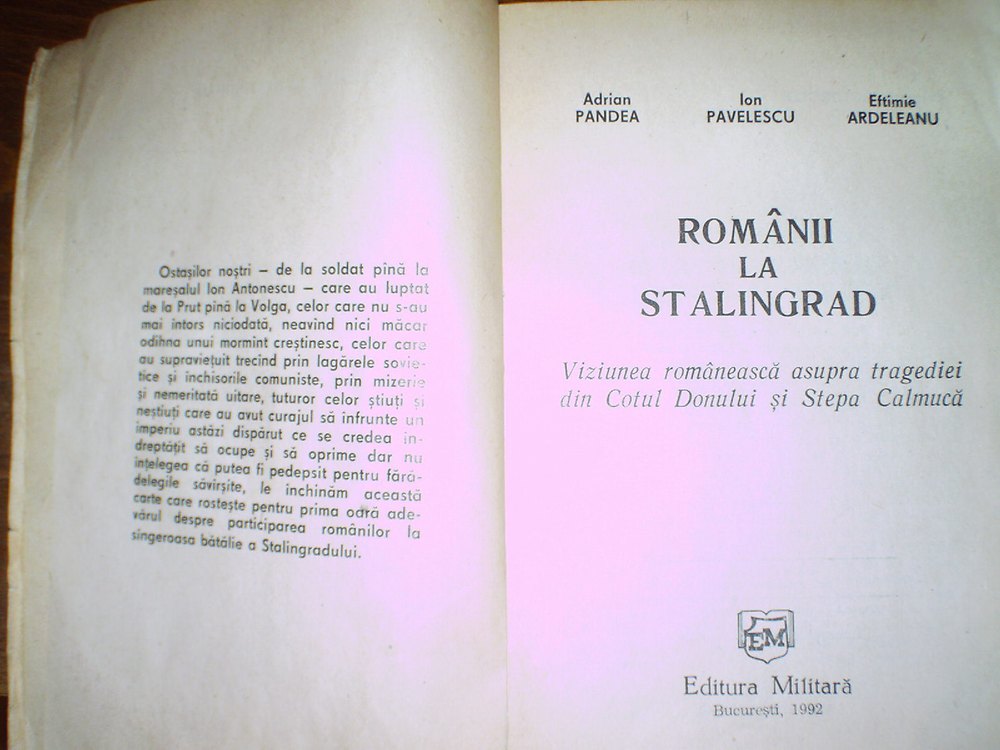 Ostașilor noștri — de la soldat pînă la
mareșalul Ion Antonescu — care au luptat
de la Prut pînă la Volga, celor care nu s-au
mai întors niciodată, neavînd nici măcar
odihna unui mormînt creștinesc, celor care
au supraviețuit trecînd prin lagărele sovie-
tice și închisorile comuniste, prin mizerie
și nemeritată uitare, tuturor celor știuți și
neștiuți care au avut curajul să înfrunte un
imperiu astăzi dispărut ce se credea în-
dreptățit să ocupe și să oprime dar nu
înțelegea că putea fi pedepsit pentru fără-
delegile săvîrșite, le închinăm această
carte care rostește pentru prima oară ade-
vărul despre participarea românilor la
sîngeroasa bătălie a Stalingradului.
Adrian
PANDEA
Ion
PAVELESCU
Eftimie
ARDELEANU
ROMÂNII
LA
STALINGRAD
Viziunea românească asupra tragediei
din Cotul Donului și Stepa Calmucă
EM
Editura Militară
București, 1992